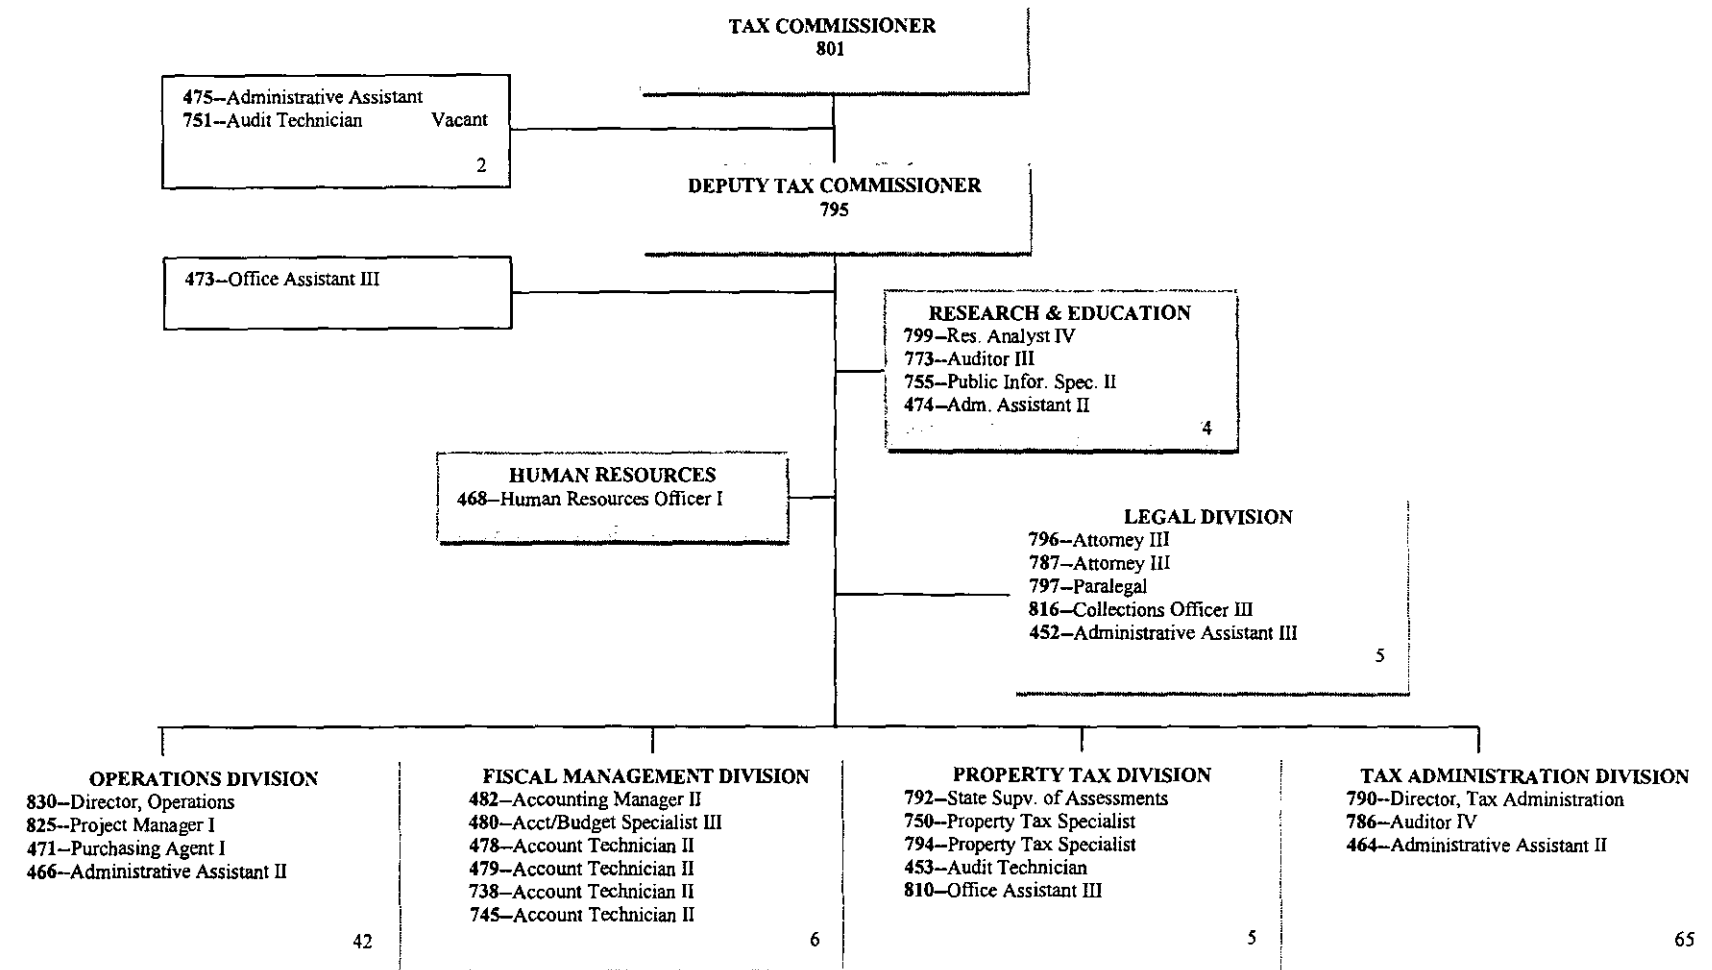 TAX COMMISSIONER
801
475--Administrative Assistant
751--Audit Technician Vacant
2
DEPUTY TAX COMMISSIONER
795
473--Office Assistant III
RESEARCH & EDUCATION
799--Res. Analyst IV
773--Auditor III
755--Public Infor. Spec. II
474--Adm. Assistant II
4
HUMAN RESOURCES
468--Human Resources Officer I
LEGAL DIVISION
796--Attorney III
787--Attorney III
797--Paralegal
816--Collections Officer III
452--Administrative Assistant III
5
OPERATIONS DIVISION
830--Director, Operations
825--Project Manager I
471--Purchasing Agent I
466--Administrative Assistant II
42
FISCAL MANAGEMENT DIVISION
482--Accounting Manager II
480--Acct/Budget Specialist III
478--Account Technician II
479--Account Technician II
738--Account Technician II
745--Account Technician II
6
PROPERTY TAX DIVISION
792--State Supv. of Assessments
750--Property Tax Specialist
794--Property Tax Specialist
453--Audit Technician
810--Office Assistant III
5
TAX ADMINISTRATION DIVISION
790--Director, Tax Administration
786--Auditor IV
464--Administrative Assistant II
65